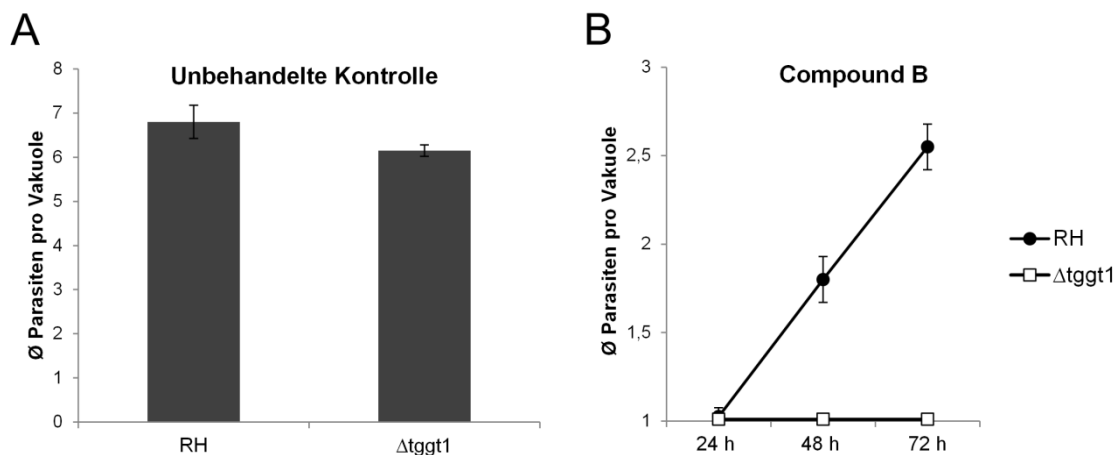 A
Unbehandelte Kontrolle
Ø Parasiten pro Vakuole
8
7
6
5
4
3
2
1
0
RH
Δtggt1
B
Compound B
Ø Parasiten pro Vakuole
3
2,5
2
1,5
1
24 h
48 h
72 h
RH
Δtggt1